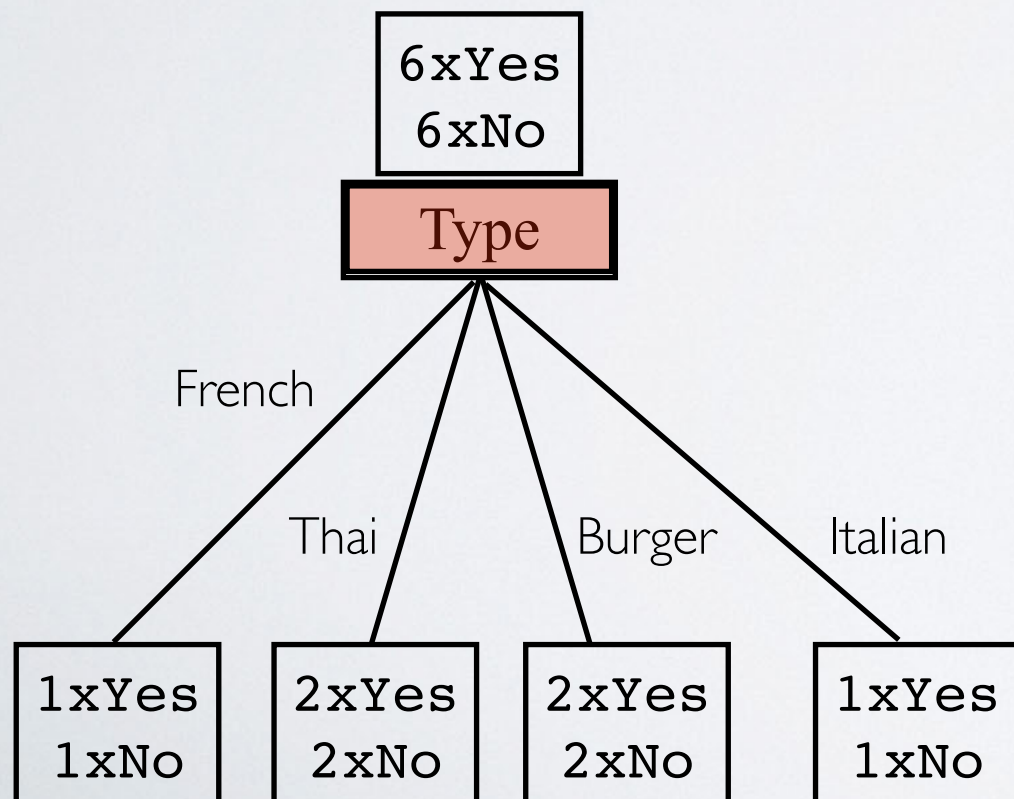 6xYes
6xNo
Type
French
Thai
Burger
Italian
1xYes
1xNo
2xYes
2xNo
2xYes
2xNo
1xYes
1xNo